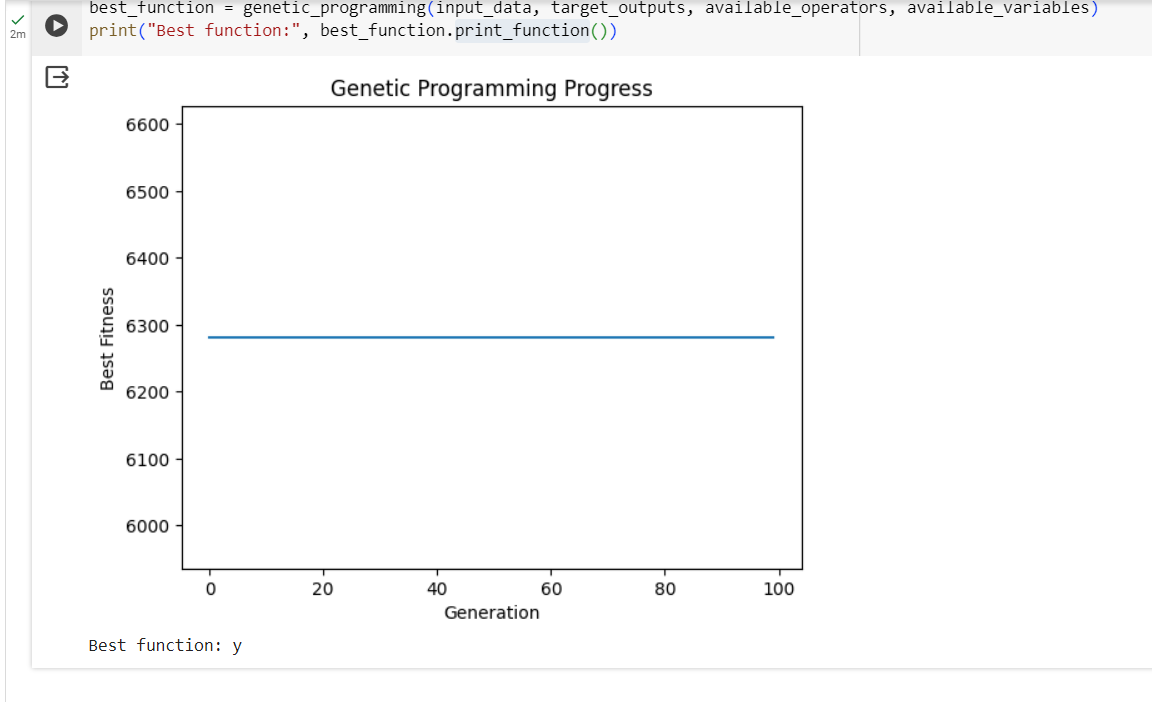 best_function = genetic_programming(input_data, target_outputs, available_operators, available_variables)
2m
print("Best function:", best_function.print_function())
Genetic Programming Progress
6600
6500
6400
6300
6200
6100
6000
Best Fitness
0 20 40 60 80 100
Generation
Best function: y